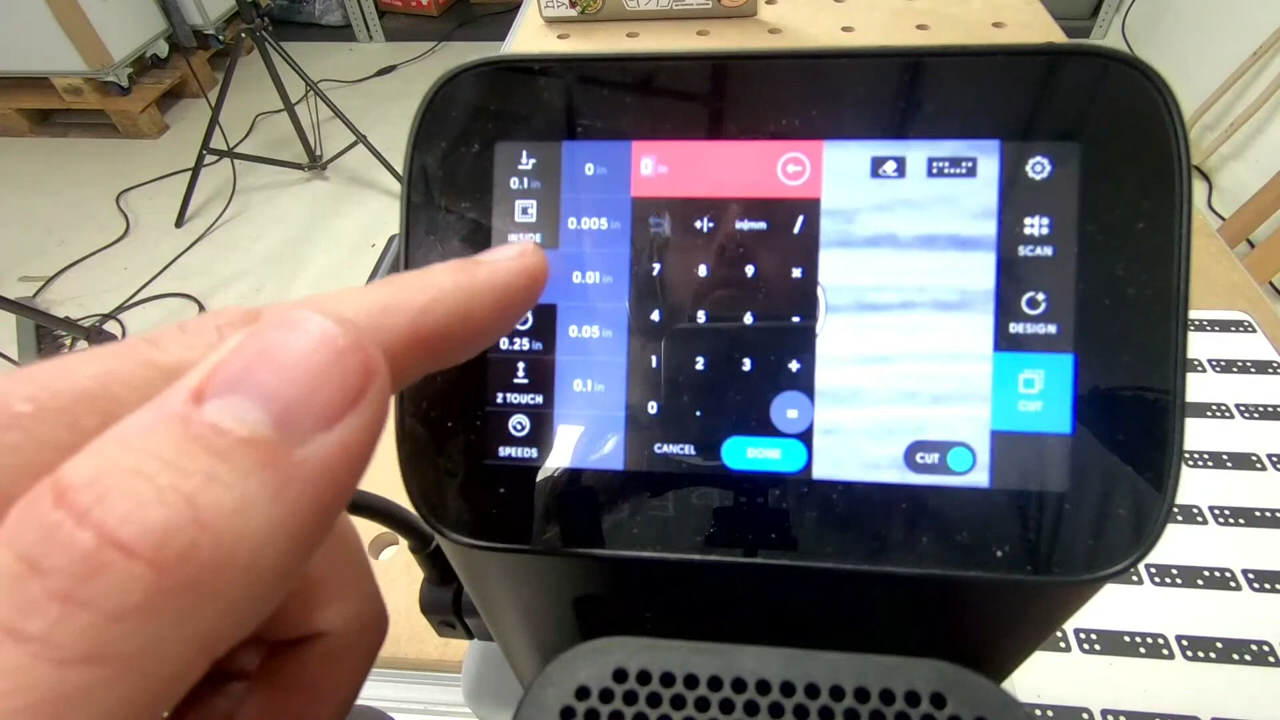 0.1 in
INSIDE
0.25 in
Z TOUCH
SPEEDS
0 in
0.005 in
0.01 in
0.05 in
0.1 in
0 in
+|- in|mm /
7 8 9 ×
4 5 6 -
1 2 3 +
0 . =
CANCEL DONE
CUT
SCAN
DESIGN
CUT